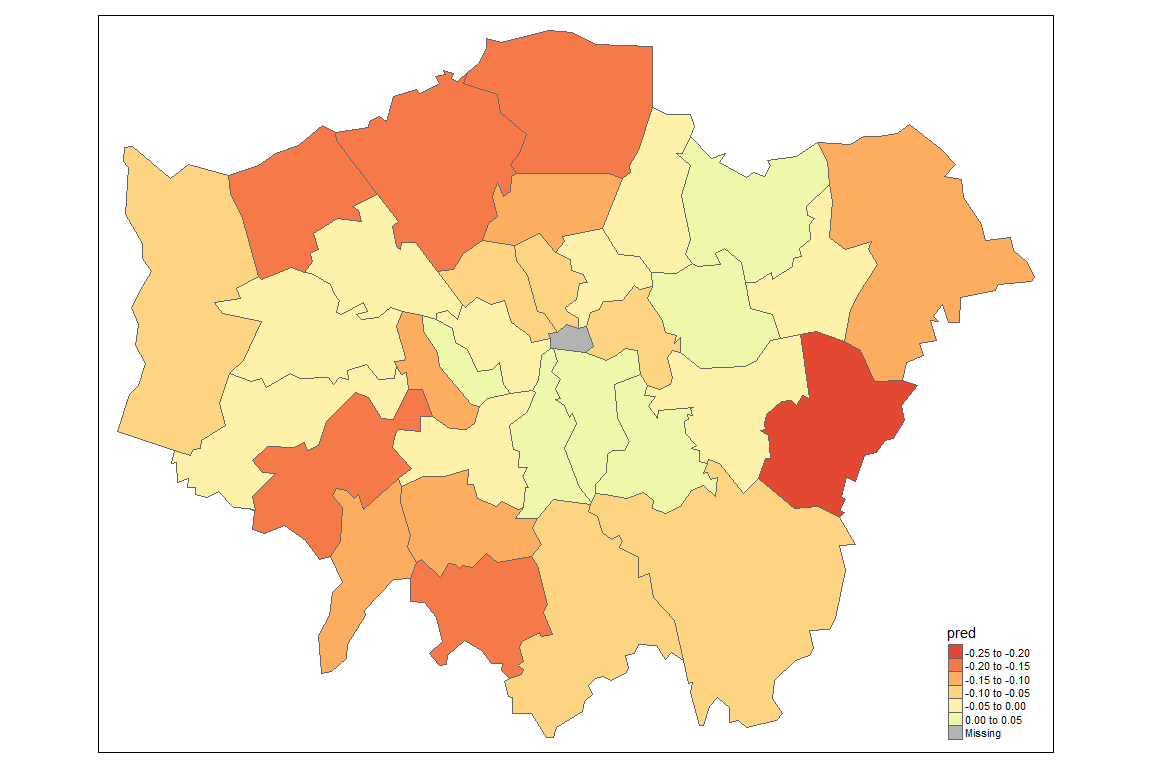 pred
-0.25 to -0.20
-0.20 to -0.15
-0.15 to -0.10
-0.10 to -0.05
-0.05 to 0.00
0.00 to 0.05
Missing